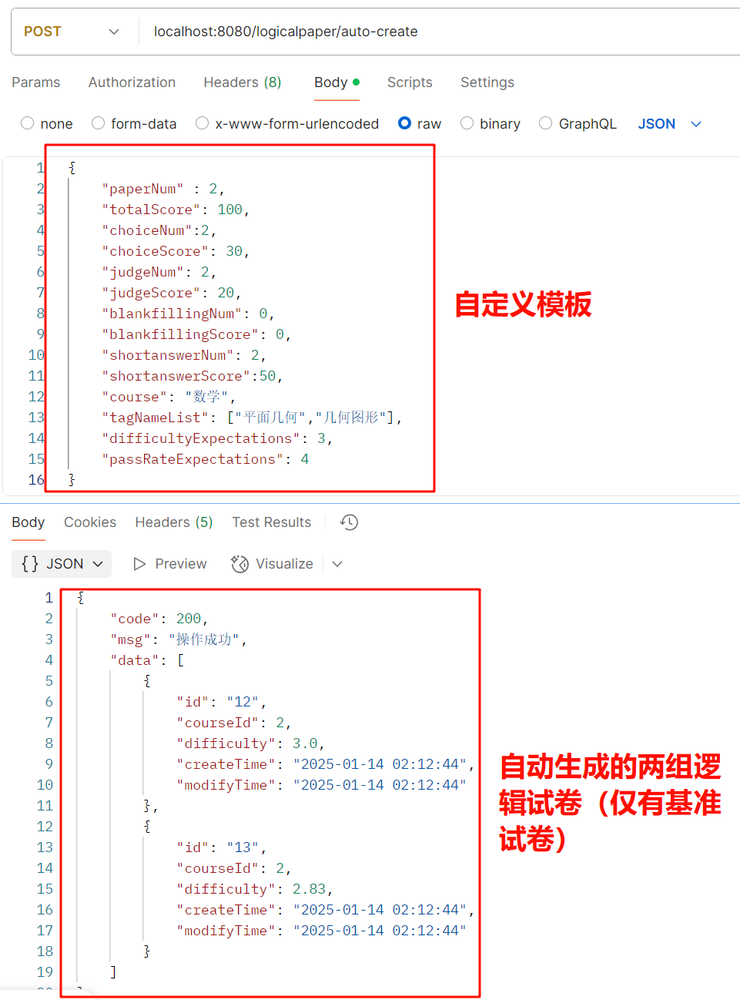 POST localhost:8080/logicalpaper/auto-create
Params Authorization Headers (8) Body Scripts Settings
none form-data x-www-form-urlencoded raw binary GraphQL JSON
1 {
2 "paperNum" : 2,
3 "totalScore": 100,
4 "choiceNum":2,
5 "choiceScore": 30,
6 "judgeNum": 2,
7 "judgeScore": 20,
8 "blankfillingNum": 0,
9 "blankfillingScore": 0,
10 "shortanswerNum": 2,
11 "shortanswerScore":50,
12 "course": "数学",
13 "tagNameList": ["平面几何","几何图形"],
14 "difficultyExpectations": 3,
15 "passRateExpectations": 4
16 }
自定义模板
Body Cookies Headers (5) Test Results
{} JSON Preview Visualize
1 {
2 "code": 200,
3 "msg": "操作成功",
4 "data": [
5 {
6 "id": "12",
7 "courseId": 2,
8 "difficulty": 3.0,
9 "createTime": "2025-01-14 02:12:44",
10 "modifyTime": "2025-01-14 02:12:44"
11 },
12 {
13 "id": "13",
14 "courseId": 2,
15 "difficulty": 2.83,
16 "createTime": "2025-01-14 02:12:44",
17 "modifyTime": "2025-01-14 02:12:44"
18 }
19 ]
自动生成的两组逻
辑试卷（仅有基准
试卷）